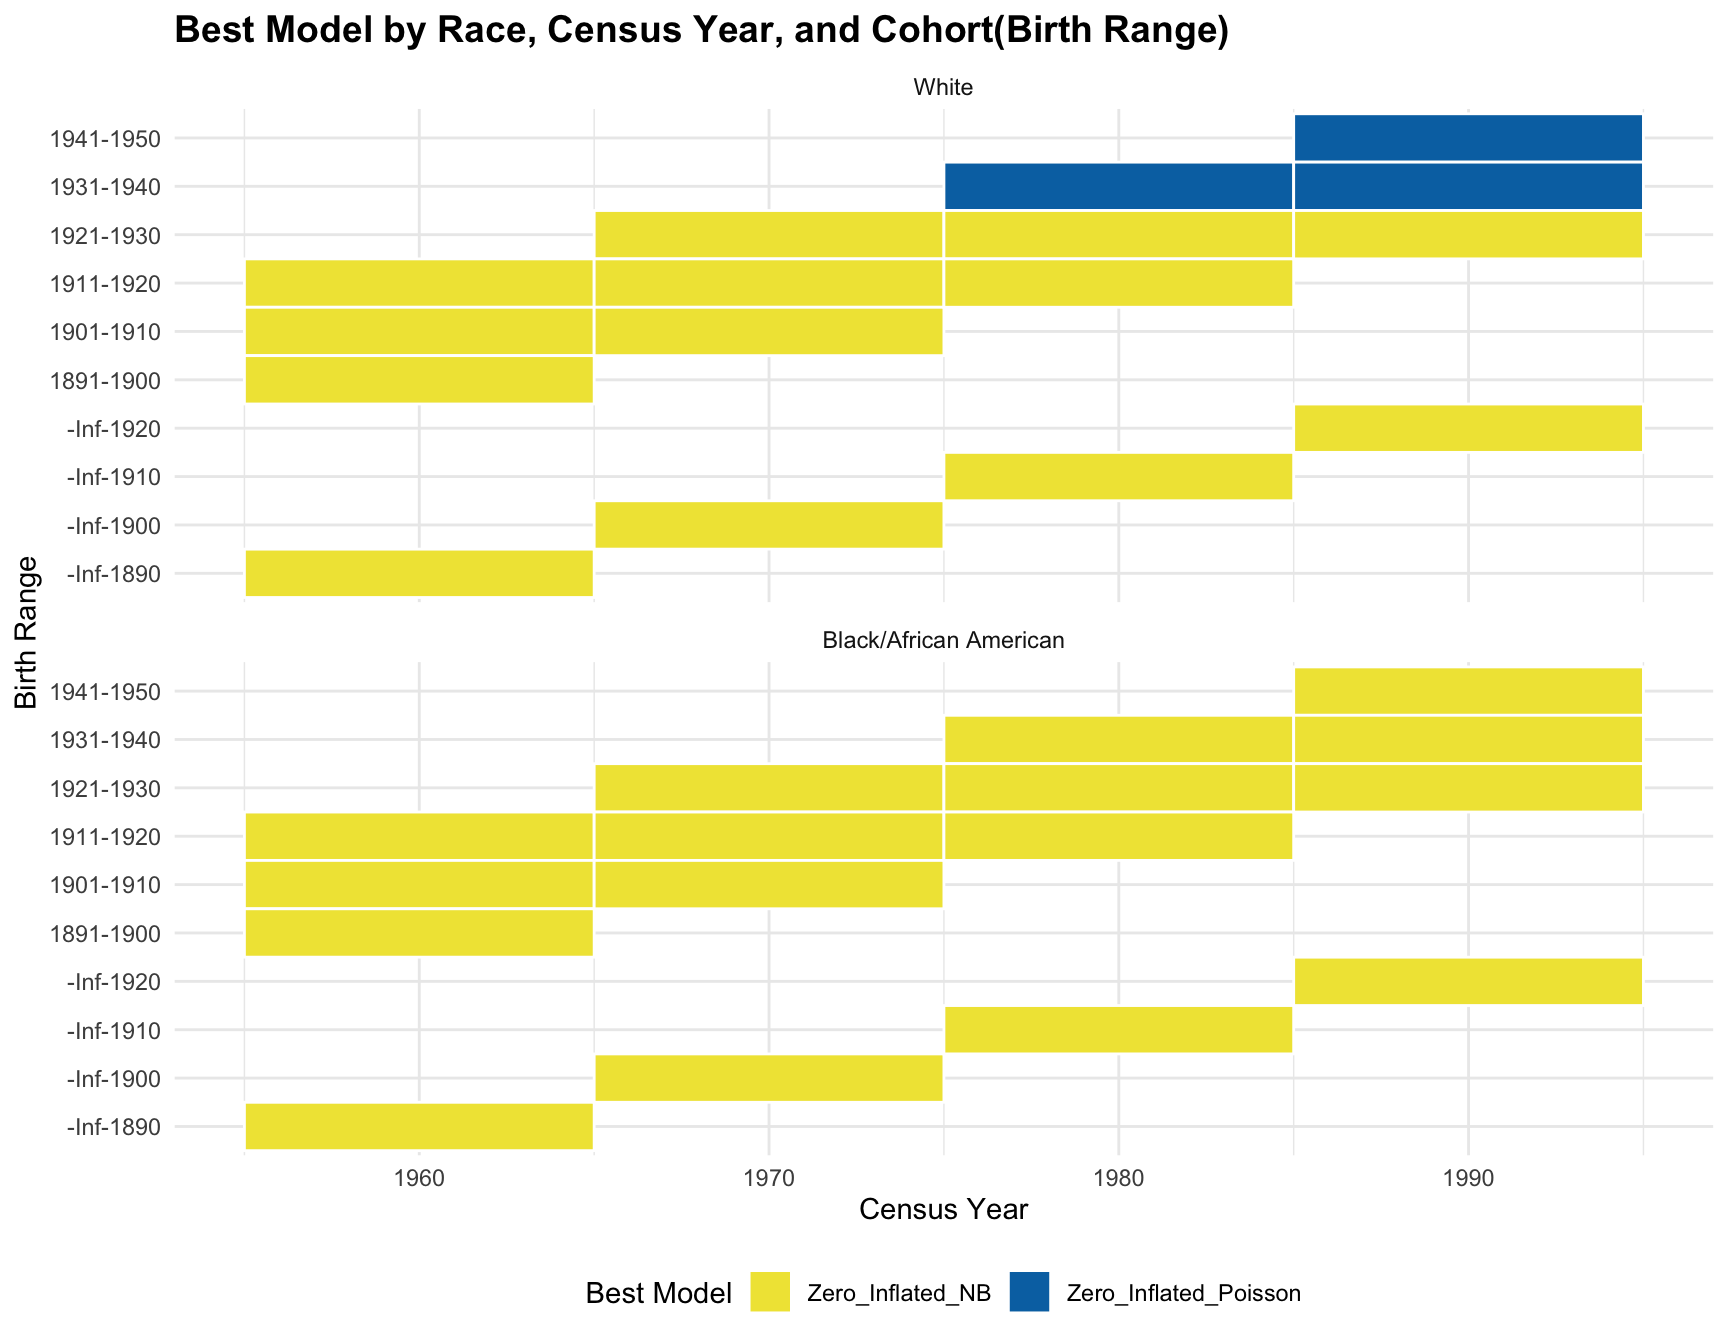 Best Model by Race, Census Year, and Cohort(Birth Range)
White
1941-1950
1931-1940
1921-1930
1911-1920
1901-1910
1891-1900
-Inf-1920
-Inf-1910
-Inf-1900
-Inf-1890
Birth Range
Black/African American
1941-1950
1931-1940
1921-1930
1911-1920
1901-1910
1891-1900
-Inf-1920
-Inf-1910
-Inf-1900
-Inf-1890
1960 1970 1980 1990
Census Year
Best Model Zero_Inflated_NB Zero_Inflated_Poisson